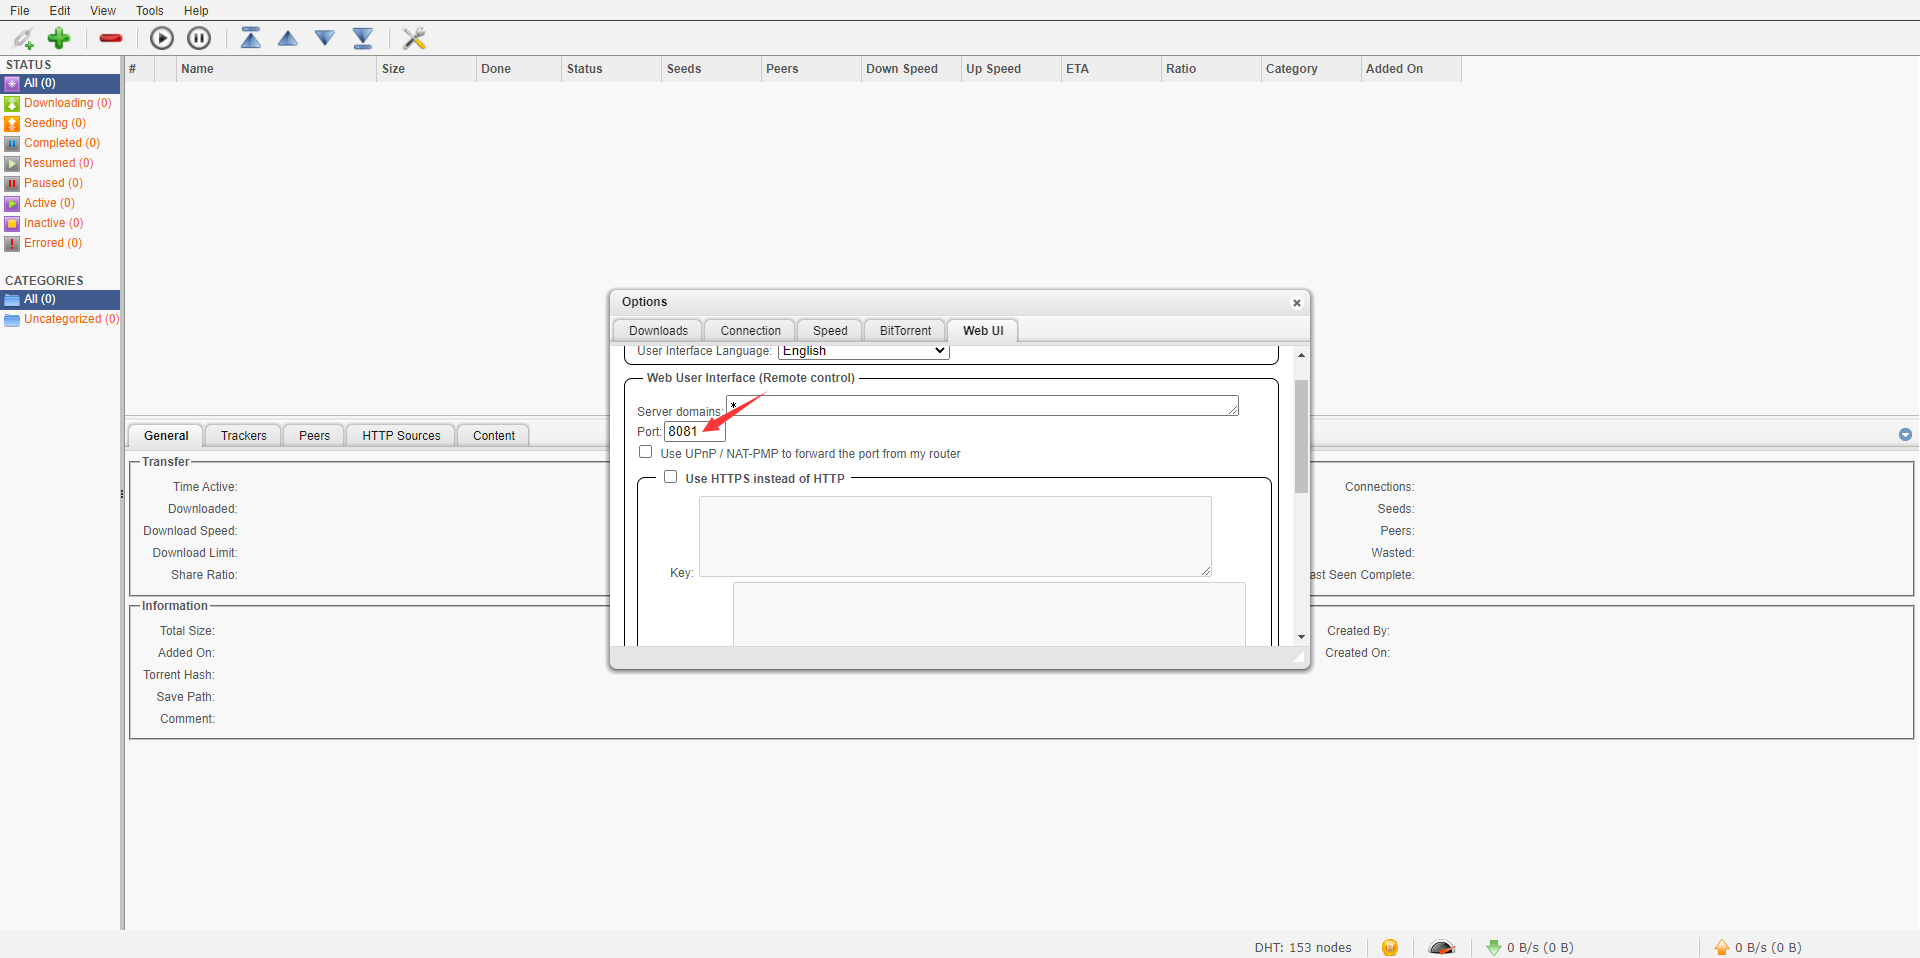 File Edit View Tools Help
STATUS
All (0)
Downloading (0)
Seeding (0)
Completed (0)
Resumed (0)
Paused (0)
Active (0)
Inactive (0)
Errored (0)
CATEGORIES
All (0)
Uncategorized (0)
# Name Size Done Status Seeds Peers Down Speed Up Speed ETA Ratio Category Added On
Options
Downloads Connection Speed BitTorrent Web UI
User Interface Language: English
Web User Interface (Remote control)
Server domains: *
Port: 8081
Use UPnP / NAT-PMP to forward the port from my router
Use HTTPS instead of HTTP
Key:
General Trackers Peers HTTP Sources Content
Transfer
Time Active:
Downloaded:
Download Speed:
Download Limit:
Share Ratio:
Connections:
Seeds:
Peers:
Wasted:
ast Seen Complete:
Information
Total Size:
Added On:
Torrent Hash:
Save Path:
Comment:
Created By:
Created On:
DHT: 153 nodes 0 B/s (0 B) 0 B/s (0 B)